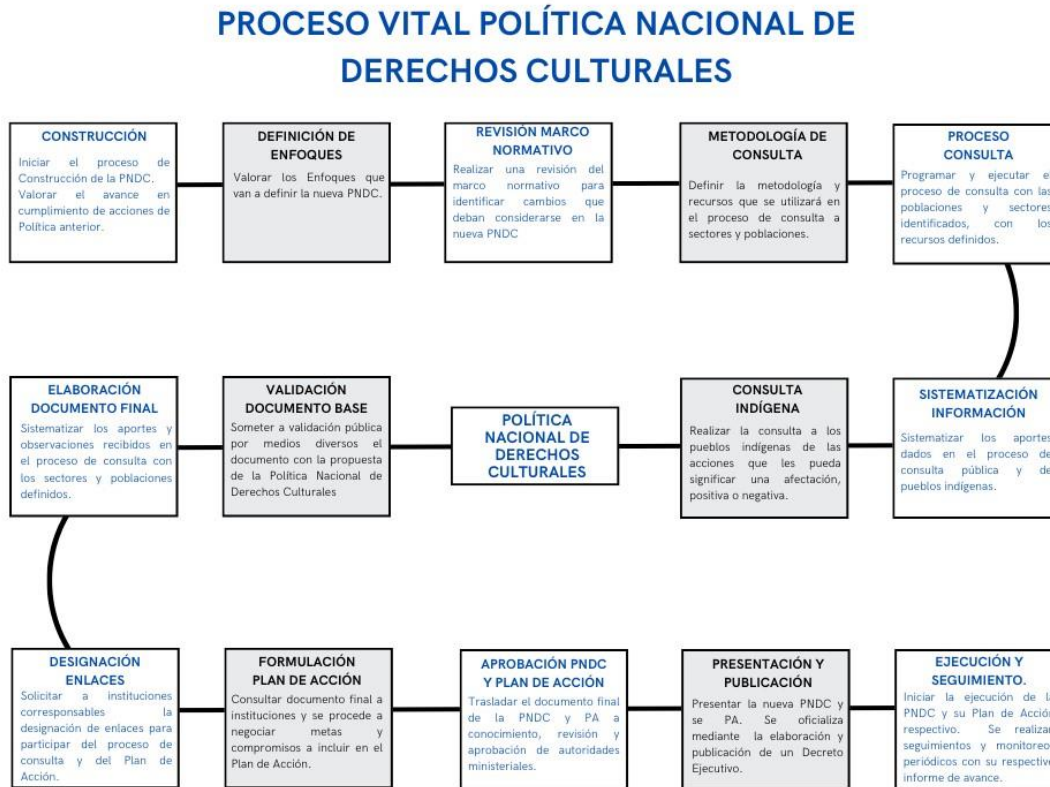 PROCESO VITAL POLÍTICA NACIONAL DE
DERECHOS CULTURALES
CONSTRUCCIÓN
Iniciar el proceso de
Construcción de la PNDC.
Valorar el avance en
cumplimiento de acciones de
Política anterior.
DEFINICIÓN DE
ENFOQUES
Valorar los Enfoques que
van a definir la nueva PNDC.
REVISIÓN MARCO
NORMATIVO
Realizar una revisión del
marco normativo para
identificar cambios que
deban considerarse en la
nueva PNDC
METODOLOGÍA DE
CONSULTA
Definir la metodología y
recursos que se utilizará en
el proceso de consulta a
sectores y poblaciones.
PROCESO
CONSULTA
Programar y ejecutar el
proceso de consulta con las
poblaciones y sectores
identificados, con los
recursos definidos.
ELABORACIÓN
DOCUMENTO FINAL
Sistematizar los aportes y
observaciones recibidos en
el proceso de consulta con
los sectores y poblaciones
definidos.
VALIDACIÓN
DOCUMENTO BASE
Someter a validación pública
por medios diversos el
documento con la propuesta
de la Política Nacional de
Derechos Culturales
POLÍTICA
NACIONAL DE
DERECHOS
CULTURALES
CONSULTA
INDÍGENA
Realizar la consulta a los
pueblos indígenas de las
acciones que les pueda
significar una afectación,
positiva o negativa.
SISTEMATIZACIÓN
INFORMACIÓN
Sistematizar los aportes
dados en el proceso de
consulta pública y de
pueblos indígenas.
DESIGNACIÓN
ENLACES
Solicitar a instituciones
corresponsables la
designación de enlaces para
participar del proceso de
consulta y del Plan de
Acción.
FORMULACIÓN
PLAN DE ACCIÓN
Consultar documento final a
instituciones y se procede a
negociar metas y
compromisos a incluir en el
Plan de Acción.
APROBACIÓN PNDC
Y PLAN DE ACCIÓN
Trasladar el documento final
de la PNDC y PA a
conocimiento, revisión y
aprobación de autoridades
ministeriales.
PRESENTACIÓN Y
PUBLICACIÓN
Presentar la nueva PNDC y
se PA. Se oficializa
mediante la elaboración y
publicación de un Decreto
Ejecutivo.
EJECUCIÓN Y
SEGUIMIENTO.
Iniciar la ejecución de la
PNDC y su Plan de Acción
respectivo. Se realizan
seguimientos y monitoreos
periódicos con su respectivo
informe de avance.